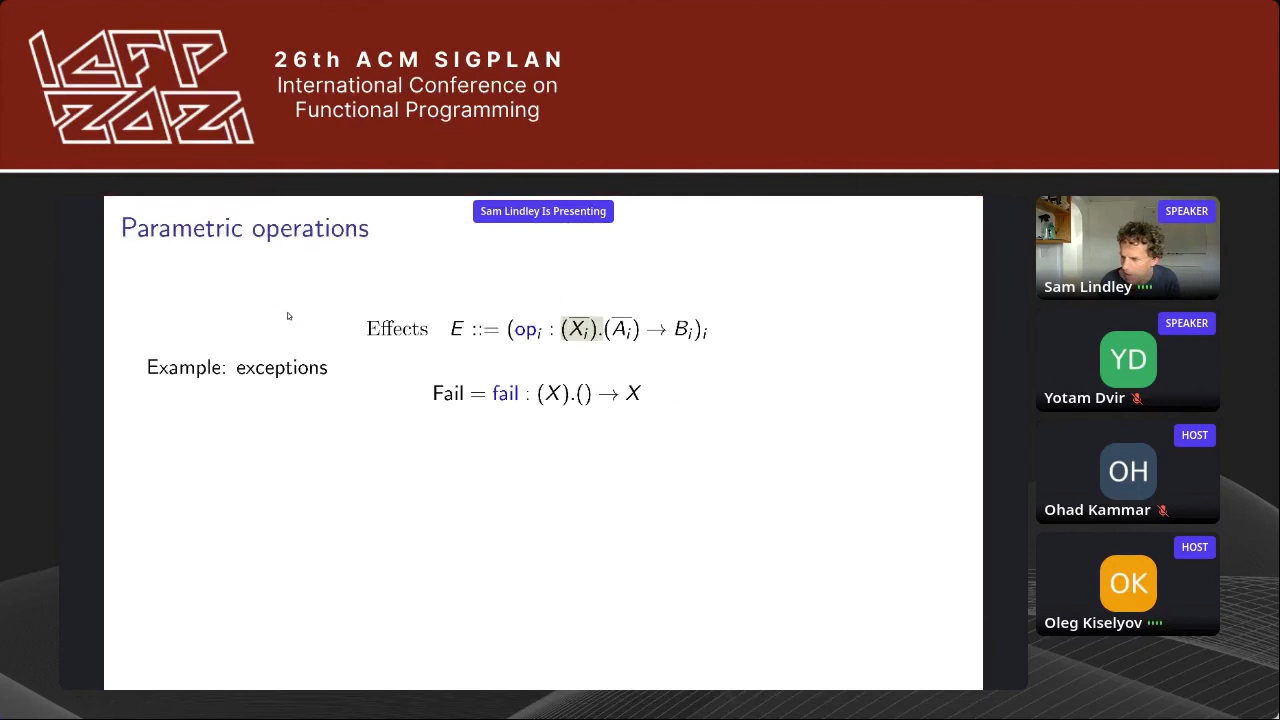 ICFP
2021
26th ACM SIGPLAN
International Conference on
Functional Programming
Sam Lindley Is Presenting
Parametric operations
Effects E ::= (opᵢ : (X̅ᵢ).(A̅ᵢ) → Bᵢ)ᵢ
Example: exceptions
Fail = fail : (X).() → X
SPEAKER
Sam Lindley
SPEAKER
YD
Yotam Dvir
HOST
OH
Ohad Kammar
HOST
OK
Oleg Kiselyov